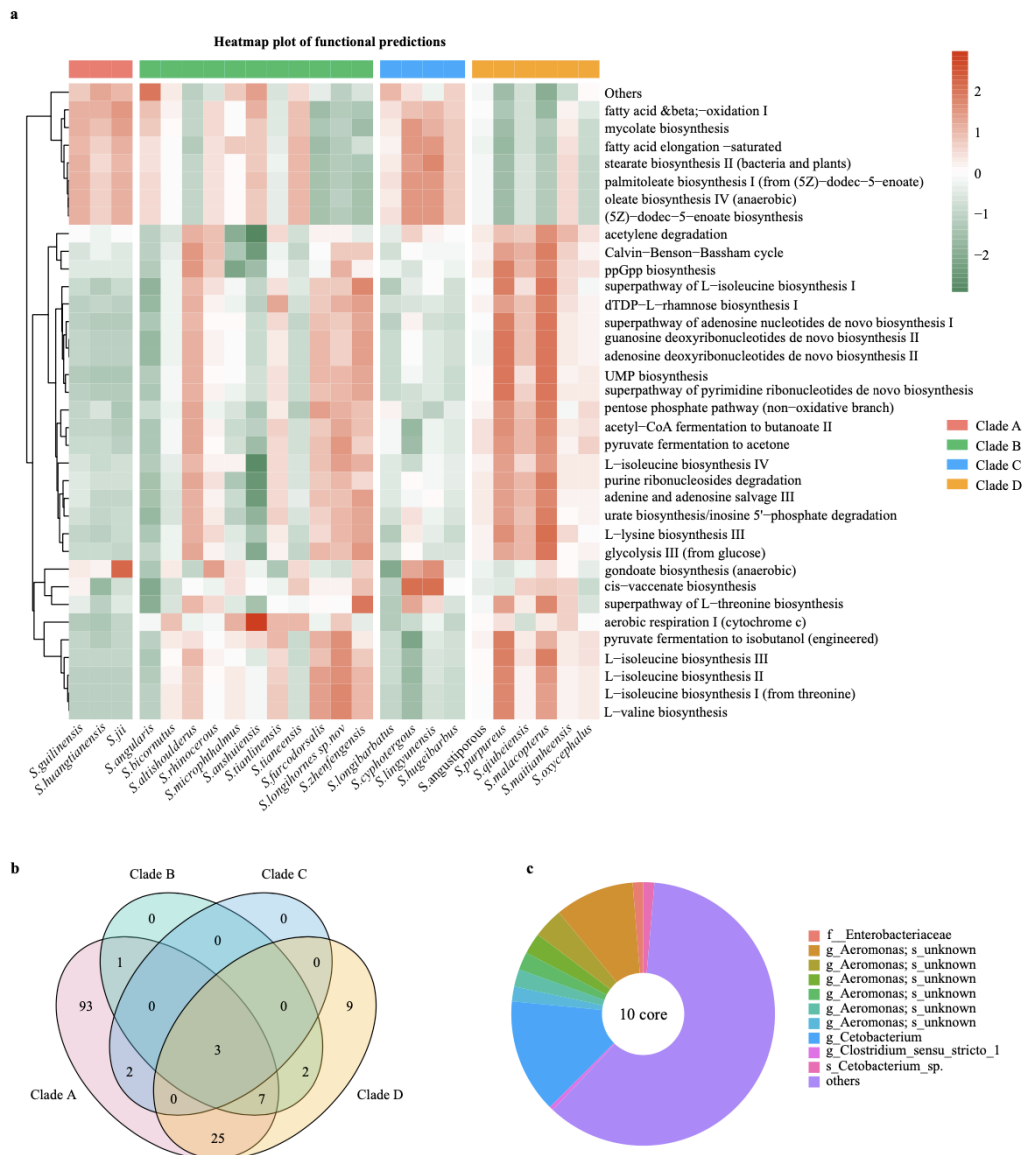 a
Heatmap plot of functional predictions
Others
fatty acid &beta;−oxidation I
mycolate biosynthesis
fatty acid elongation −saturated
stearate biosynthesis II (bacteria and plants)
palmitoleate biosynthesis I (from (5Z)−dodec−5−enoate)
oleate biosynthesis IV (anaerobic)
(5Z)−dodec−5−enoate biosynthesis
acetylene degradation
Calvin−Benson−Bassham cycle
ppGpp biosynthesis
superpathway of L−isoleucine biosynthesis I
dTDP−L−rhamnose biosynthesis I
superpathway of adenosine nucleotides de novo biosynthesis I
guanosine deoxyribonucleotides de novo biosynthesis II
adenosine deoxyribonucleotides de novo biosynthesis II
UMP biosynthesis
superpathway of pyrimidine ribonucleotides de novo biosynthesis
pentose phosphate pathway (non−oxidative branch)
acetyl−CoA fermentation to butanoate II
pyruvate fermentation to acetone
L−isoleucine biosynthesis IV
purine ribonucleosides degradation
adenine and adenosine salvage III
urate biosynthesis/inosine 5'−phosphate degradation
L−lysine biosynthesis III
glycolysis III (from glucose)
gondoate biosynthesis (anaerobic)
cis−vaccenate biosynthesis
superpathway of L−threonine biosynthesis
aerobic respiration I (cytochrome c)
pyruvate fermentation to isobutanol (engineered)
L−isoleucine biosynthesis III
L−isoleucine biosynthesis II
L−isoleucine biosynthesis I (from threonine)
L−valine biosynthesis
2
1
0
−1
−2
Clade A
Clade B
Clade C
Clade D
S.guilinensis
S.huangtianensis
S.jii
S.angularis
S.bicornutus
S.altishoulderus
S.rhinocerous
S.microphthalmus
S.anshuiensis
S.tianlinensis
S.tianeensis
S.furcodorsalis
S.longihornes sp.nov
S.zhenfengensis
S.longibarbatus
S.cyphotergous
S.lingyunensis
S.hugeibarbus
S.angustiporous
S.purpureus
S.qiubeiensis
S.malacopterus
S.maitianheensis
S.oxycephalus
b
Clade B
Clade C
0
0
0
1
0
93
0
0
9
3
2
2
Clade A
0
7
Clade D
25
c
10 core
f__Enterobacteriaceae
g_Aeromonas; s_unknown
g_Aeromonas; s_unknown
g_Aeromonas; s_unknown
g_Aeromonas; s_unknown
g_Aeromonas; s_unknown
g_Aeromonas; s_unknown
g_Cetobacterium
g_Clostridium_sensu_stricto_1
s_Cetobacterium_sp.
others